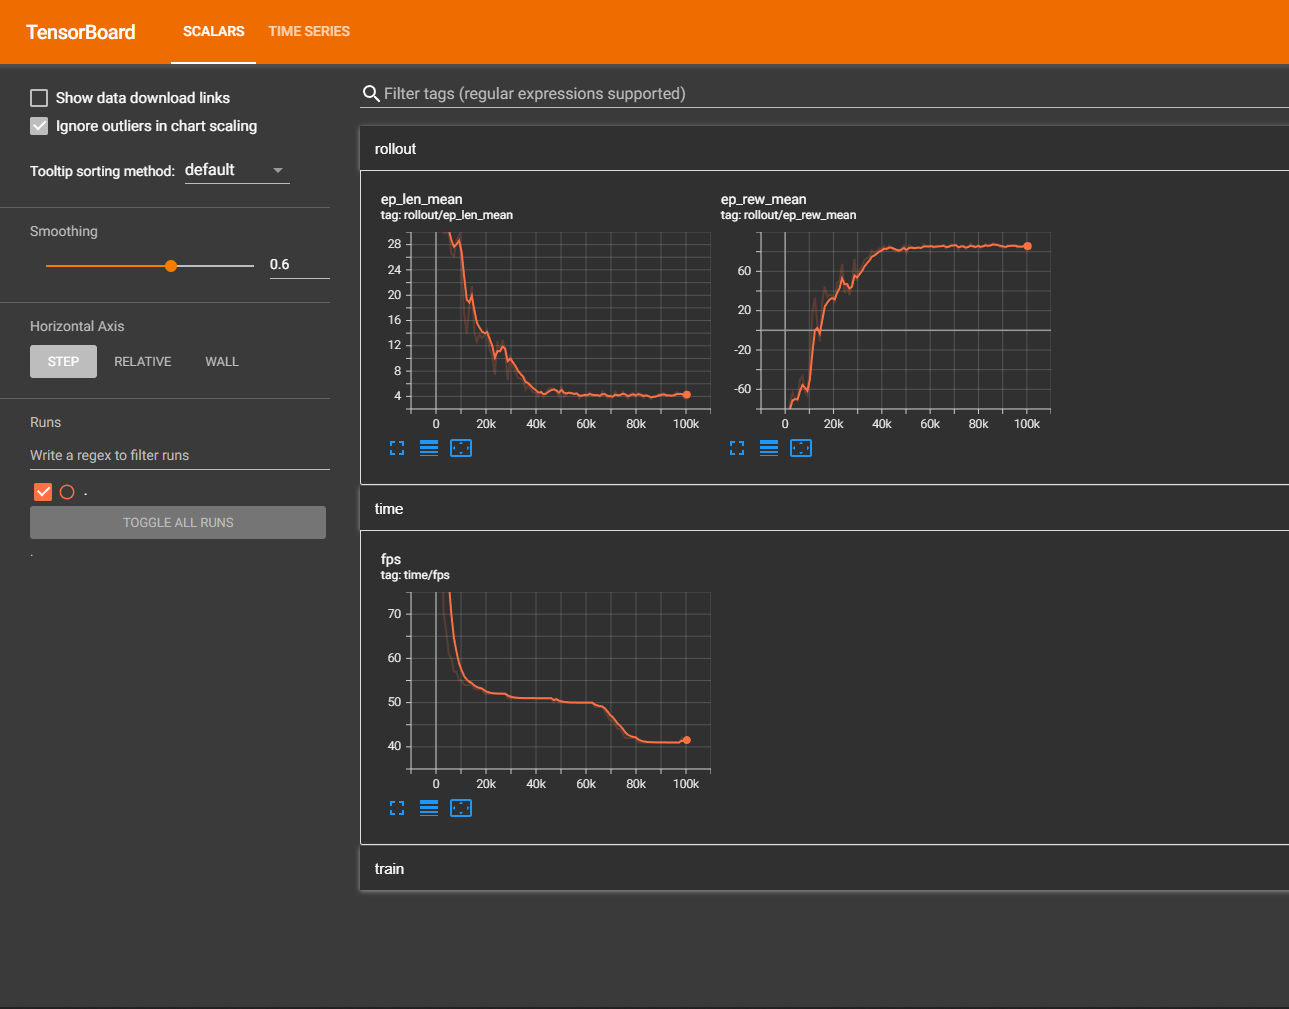 TensorBoard SCALARS TIME SERIES
Show data download links
Ignore outliers in chart scaling
Tooltip sorting method: default
Smoothing
0.6
Horizontal Axis
STEP RELATIVE WALL
Runs
Write a regex to filter runs
.
TOGGLE ALL RUNS
.
Filter tags (regular expressions supported)
rollout
ep_len_mean
tag: rollout/ep_len_mean
28
24
20
16
12
8
4
0 20k 40k 60k 80k 100k
ep_rew_mean
tag: rollout/ep_rew_mean
60
20
-20
-60
0 20k 40k 60k 80k 100k
time
fps
tag: time/fps
70
60
50
40
0 20k 40k 60k 80k 100k
train